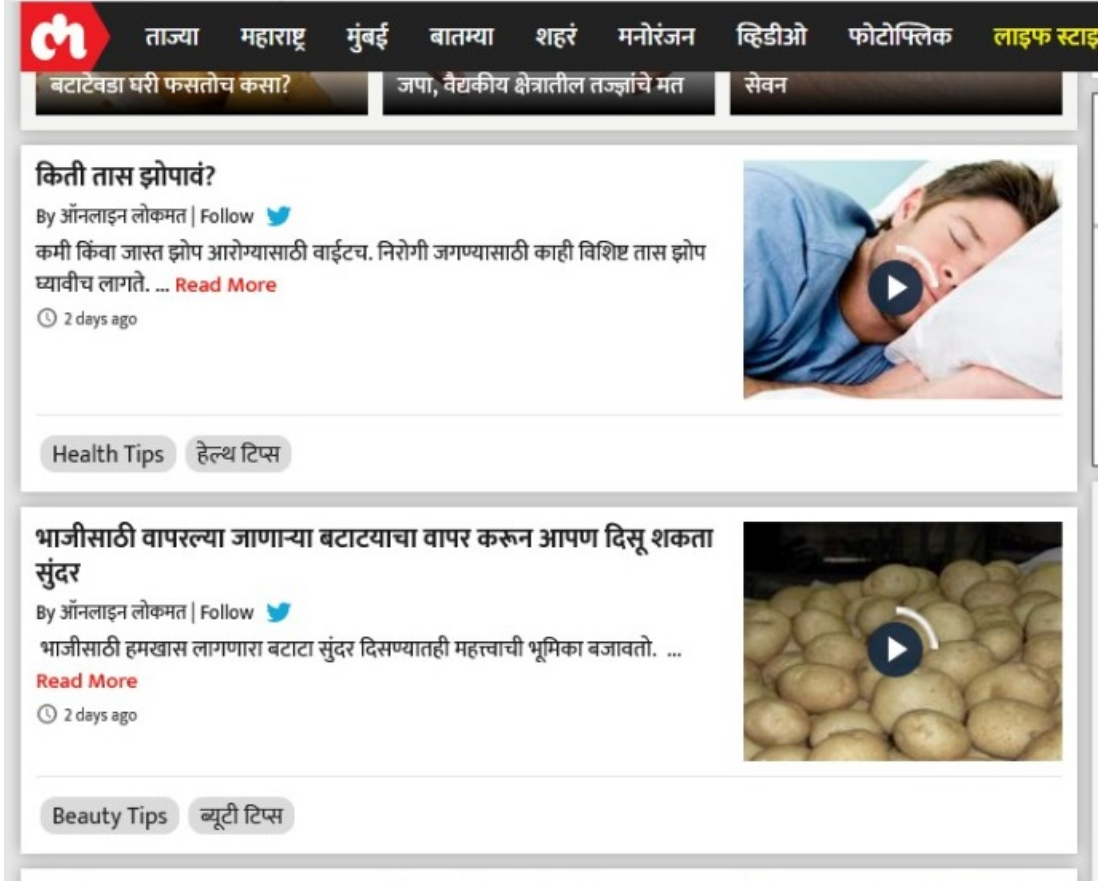 ताज्या महाराष्ट्र मुंबई बातम्या शहरं मनोरंजन व्हिडीओ फोटोफ्लिक लाइफ स्टाइ
बटाटेवडा घरी फसतोच कसा?
जपा, वैद्यकीय क्षेत्रातील तज्ज्ञांचे मत
सेवन
किती तास झोपावं?
By ऑनलाइन लोकमत | Follow
कमी किंवा जास्त झोप आरोग्यासाठी वाईटच. निरोगी जगण्यासाठी काही विशिष्ट तास झोप
घ्यावीच लागते. ... Read More
2 days ago
Health Tips हेल्थ टिप्स
भाजीसाठी वापरल्या जाणाऱ्या बटाटयाचा वापर करून आपण दिसू शकता
सुंदर
By ऑनलाइन लोकमत | Follow
भाजीसाठी हमखास लागणारा बटाटा सुंदर दिसण्यातही महत्त्वाची भूमिका बजावतो. ...
Read More
2 days ago
Beauty Tips ब्यूटी टिप्स